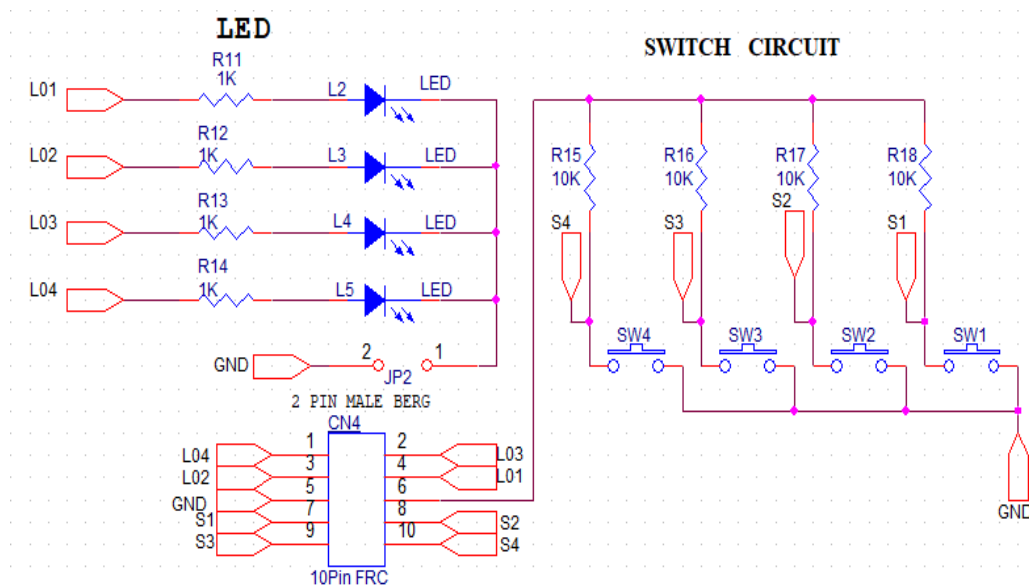 LED
SWITCH CIRCUIT
R11
1K
L01
L2
LED
R12
1K
L02
L3
LED
R13
1K
L03
L4
LED
R14
1K
L04
L5
LED
GND
2
1
JP2
2 PIN MALE BERG
R15
10K
R16
10K
R17
10K
R18
10K
S4
S3
S2
S1
SW4
SW3
SW2
SW1
GND
CN4
1
2
L04
L03
3
4
L02
L01
5
6
GND
7
8
S1
S2
9
10
S3
S4
10Pin FRC